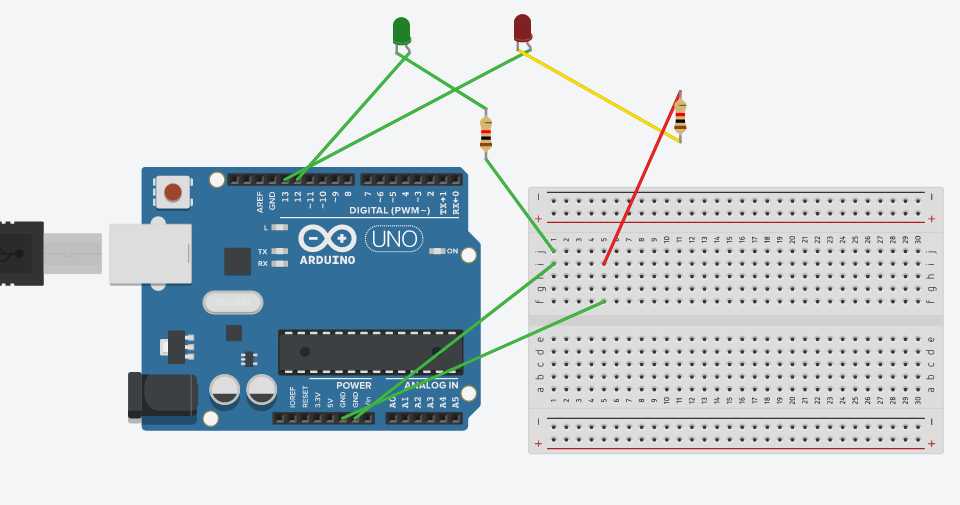 AREF
GND
13
12
~11
~10
~9
8
7
~6
~5
4
~3
2
TX→1
RX←0
DIGITAL (PWM~)
L
TX
RX
UNO
ON
ARDUINO
POWER
ANALOG IN
IOREF
RESET
3.3V
5V
GND
GND
Vin
A0
A1
A2
A3
A4
A5
− −
+ +
1 2 3 4 5 6 7 8 9 10 11 12 13 14 15 16 17 18 19 20 21 22 23 24 25 26 27 28 29 30
j j
i i
h h
g g
f f
e e
d d
c c
b b
a a
1 2 3 4 5 6 7 8 9 10 11 12 13 14 15 16 17 18 19 20 21 22 23 24 25 26 27 28 29 30
− −
+ +